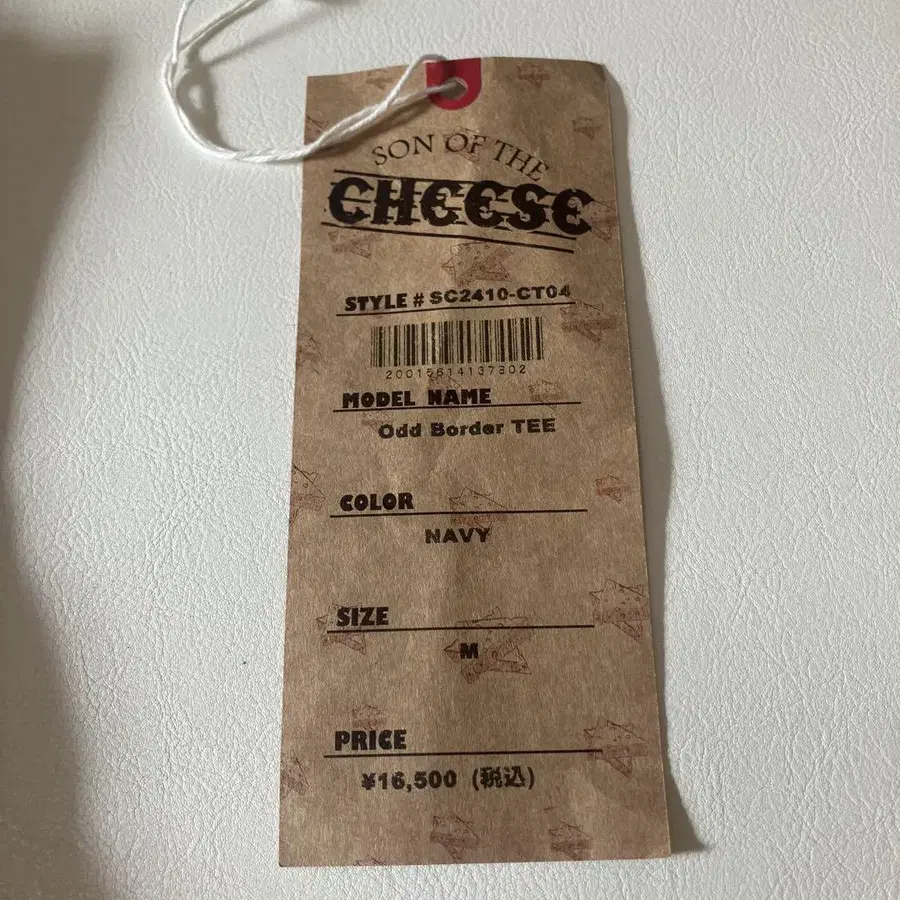 SON OF THE
CHEESE
STYLE # SC2410-CT04
20015614137802
MODEL NAME
Odd Border TEE
COLOR
NAVY
SIZE
M
PRICE
¥16,500 (税込)